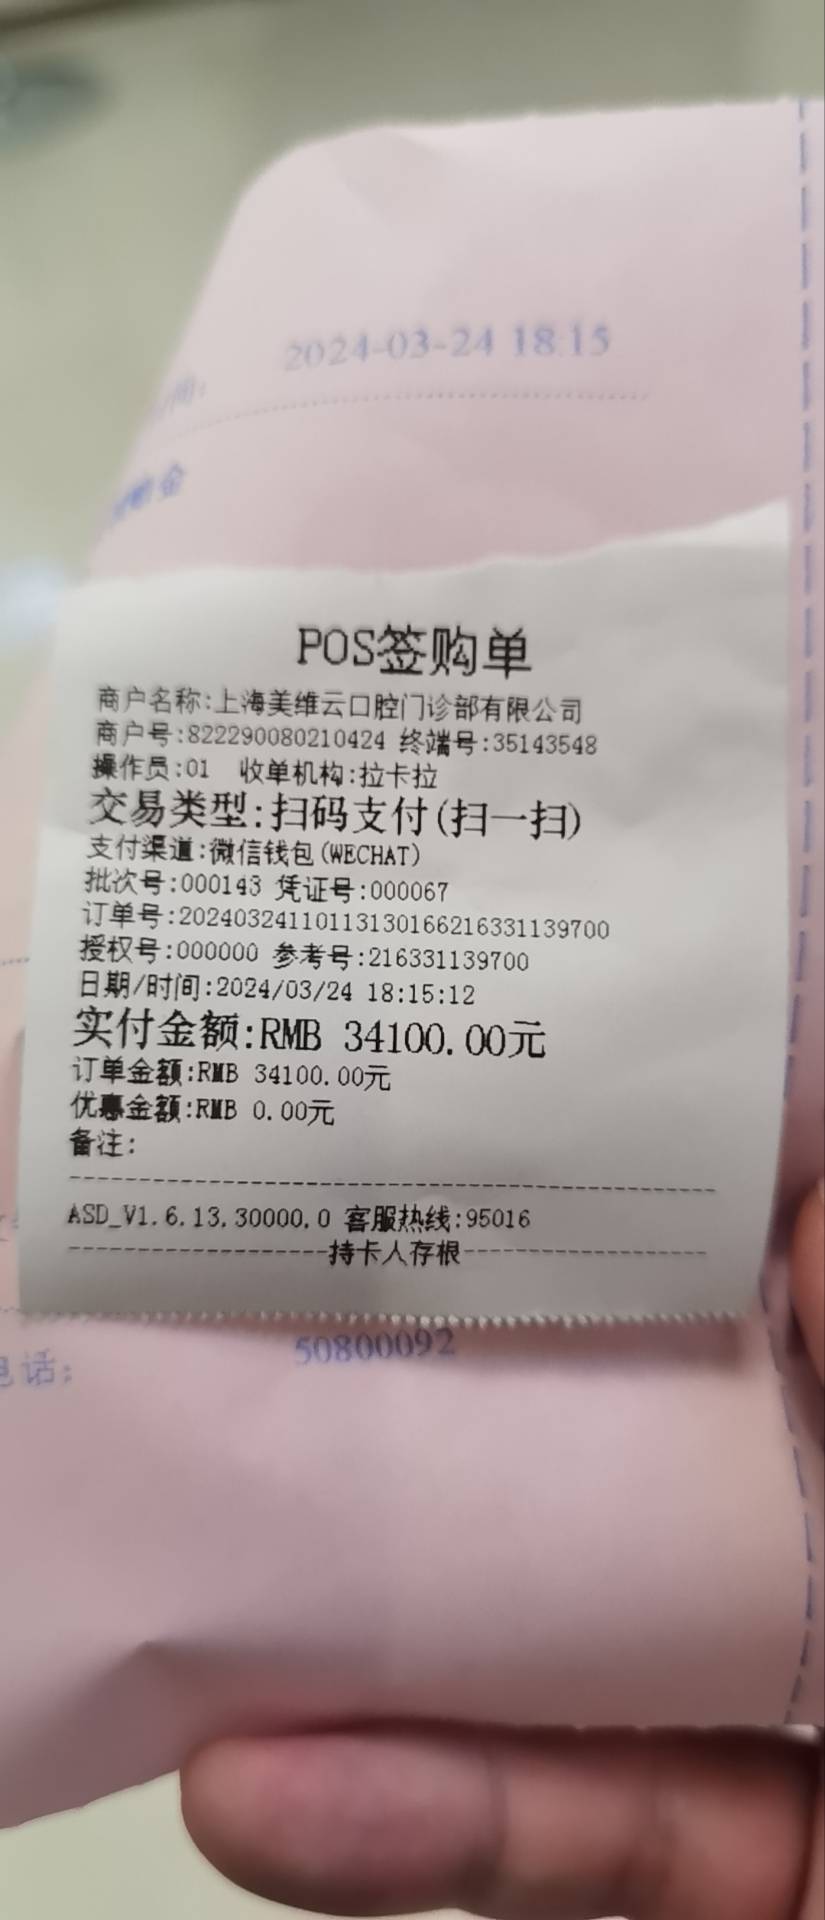 2024-03-24 18:15
间:
金
POS签购单
商户名称:上海美维云口腔门诊部有限公司
商户号:822290080210424 终端号:35143548
操作员:01 收单机构:拉卡拉
交易类型:扫码支付(扫一扫)
支付渠道:微信钱包(WECHAT)
批次号:000143 凭证号:000067
订单号:20240324110113130166216331139700
授权号:000000 参考号:216331139700
日期/时间:2024/03/24 18:15:12
实付金额:RMB 34100.00元
订单金额:RMB 34100.00元
优惠金额:RMB 0.00元
备注:
ASD_V1.6.13.30000.0 客服热线:95016
持卡人存根
电话: 50800092